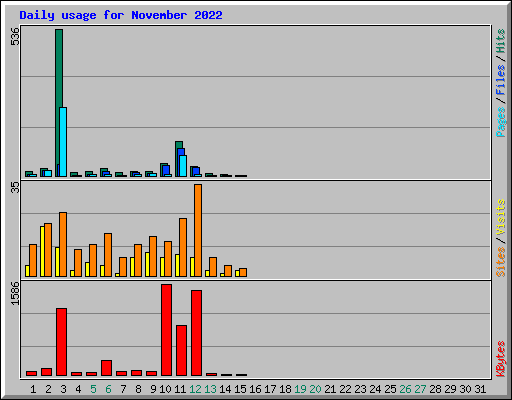 Daily usage for November 2022
536
35
1586
Pages/Files/Hits
Sites/Visits
KBytes
1 2 3 4 5 6 7 8 9 10 11 12 13 14 15 16 17 18 19 20 21 22 23 24 25 26 27 28 29 30 31